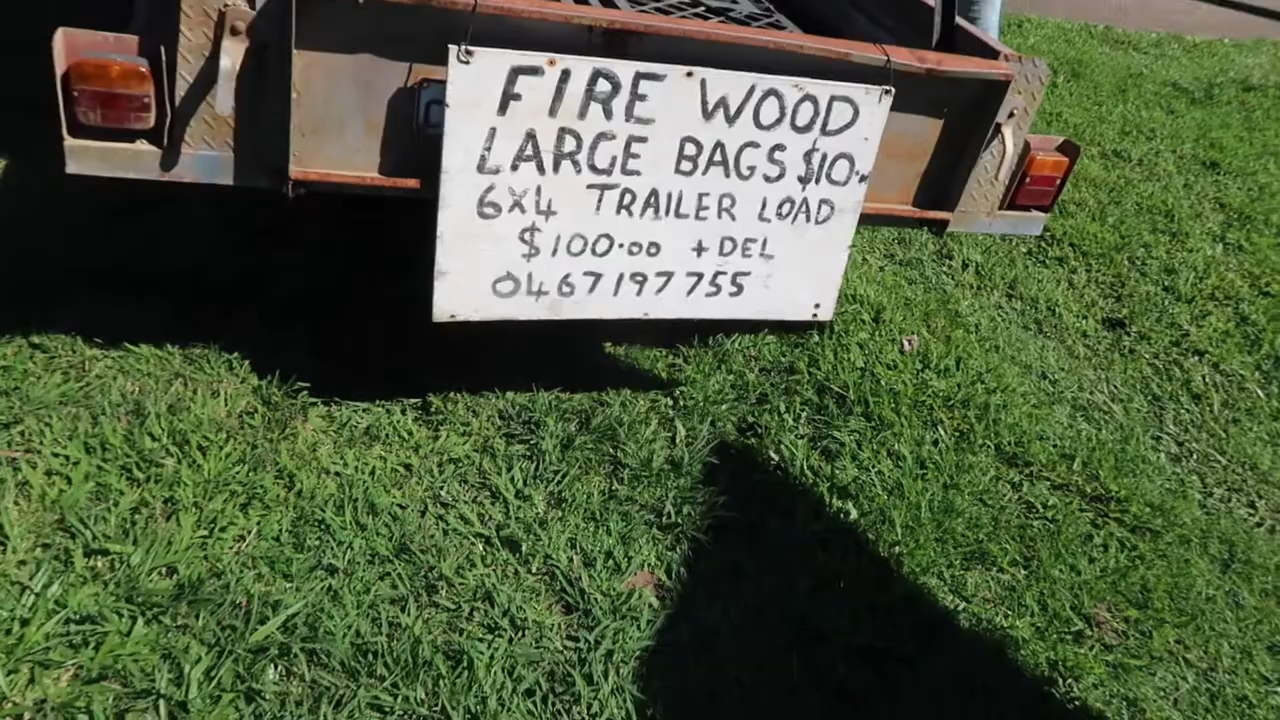 FIRE WOOD
LARGE BAGS $10.
6X4 TRAILER LOAD
$100.00 + DEL
0467197755